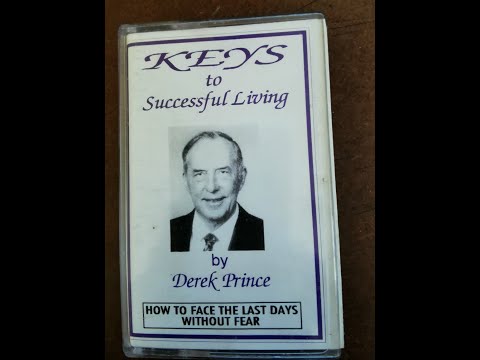 KEYS
to
Successful Living
by
Derek Prince
HOW TO FACE THE LAST DAYS
WITHOUT FEAR